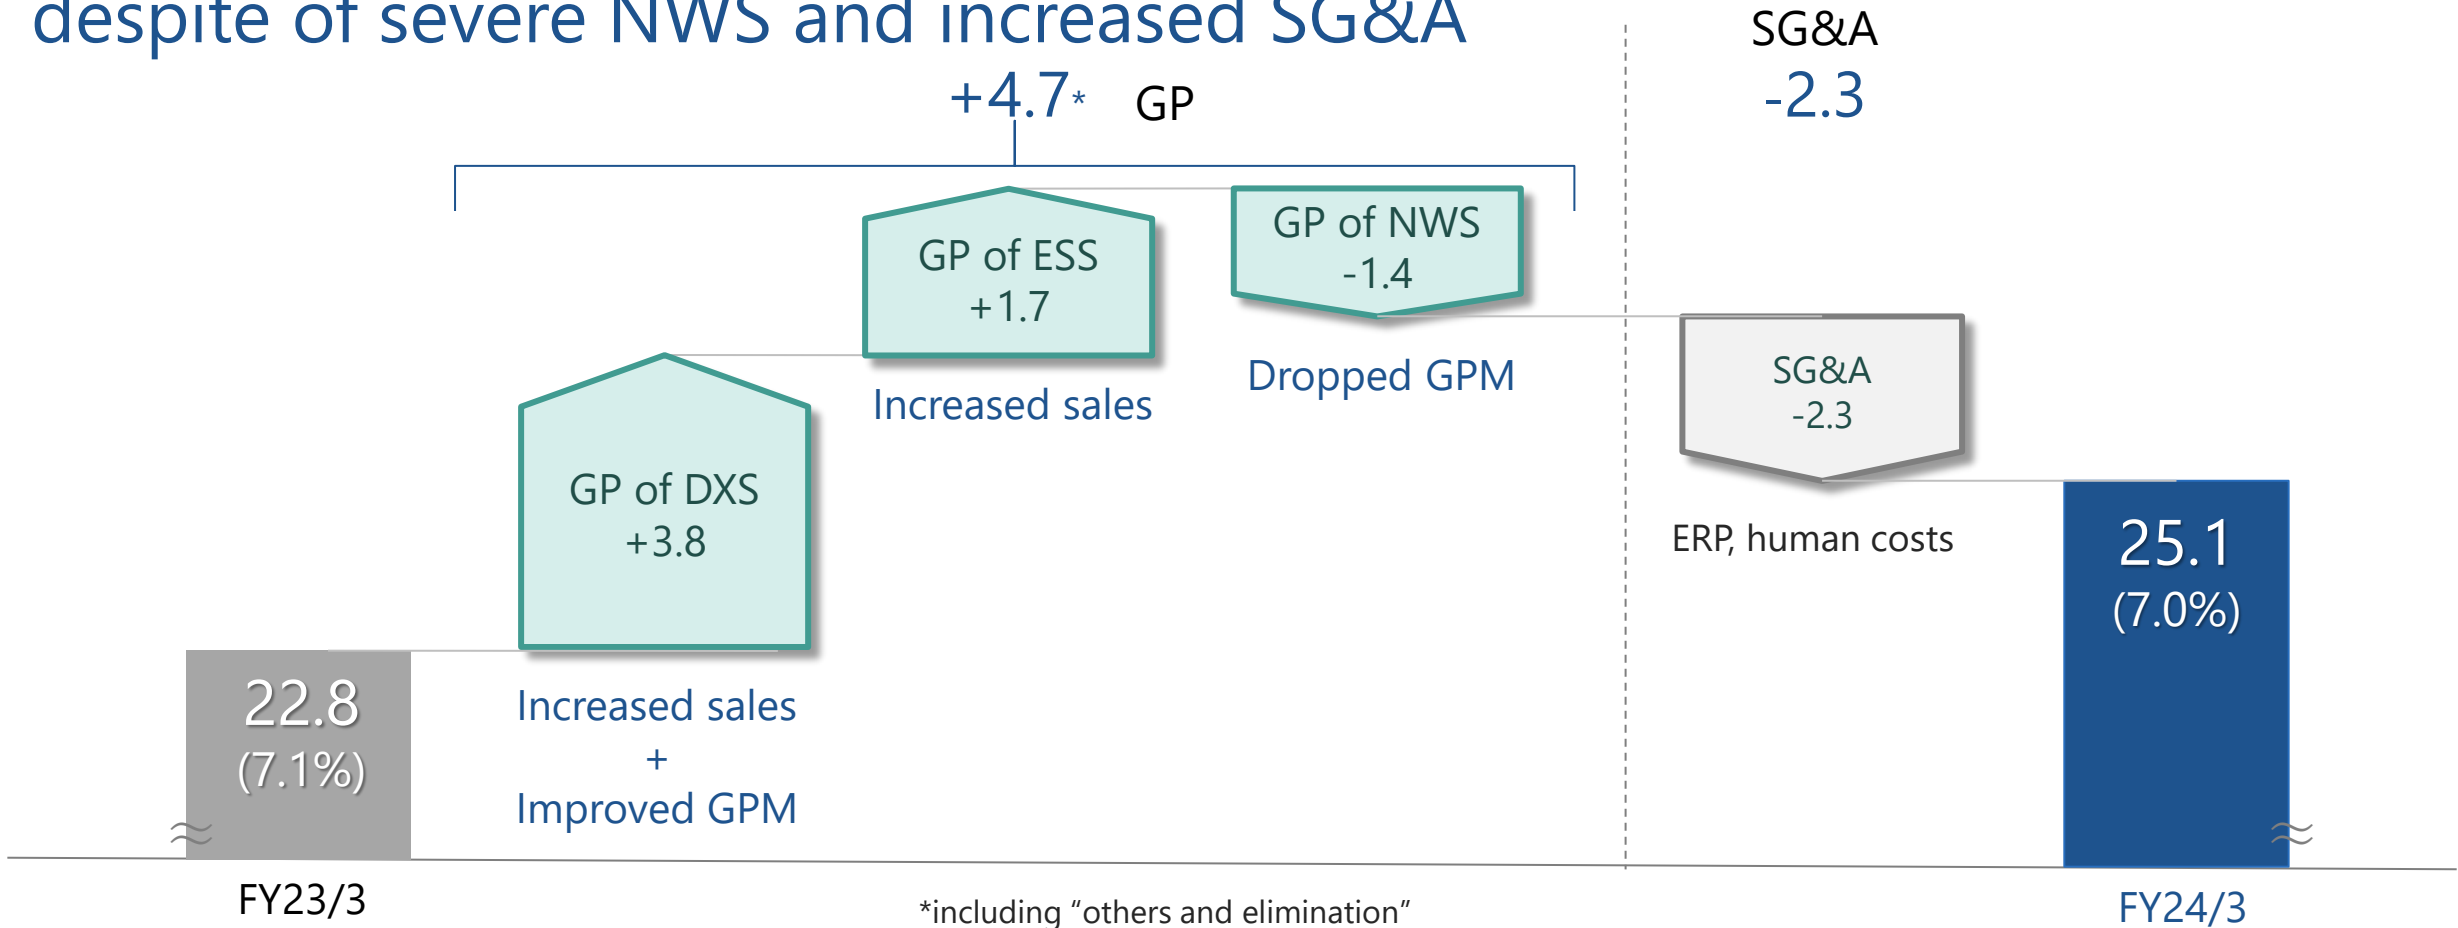 despite of severe NWS and increased SG&A
+4.7* GP
SG&A
-2.3
GP of DXS
+3.8
Increased sales
+
Improved GPM
GP of ESS
+1.7
Increased sales
GP of NWS
-1.4
Dropped GPM
SG&A
-2.3
ERP, human costs
22.8
(7.1%)
FY23/3
25.1
(7.0%)
FY24/3
*including “others and elimination”